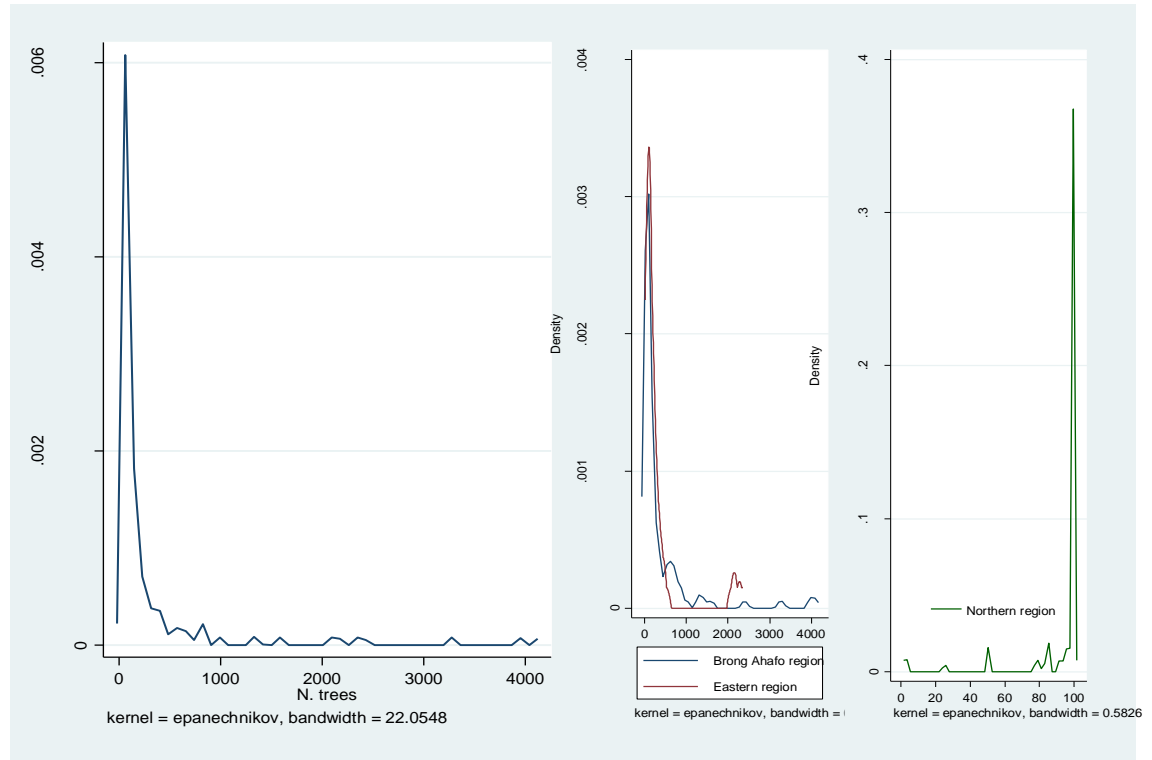 .006
.004
.002
0
0 1000 2000 3000 4000
N. trees
kernel = epanechnikov, bandwidth = 22.0548
Density
.004
.003
.002
.001
0
0 1000 2000 3000 4000
Brong Ahafo region
Eastern region
kernel = epanechnikov, bandwidth =
Density
.4
.3
.2
.1
0
Northern region
0 20 40 60 80 100
kernel = epanechnikov, bandwidth = 0.5826